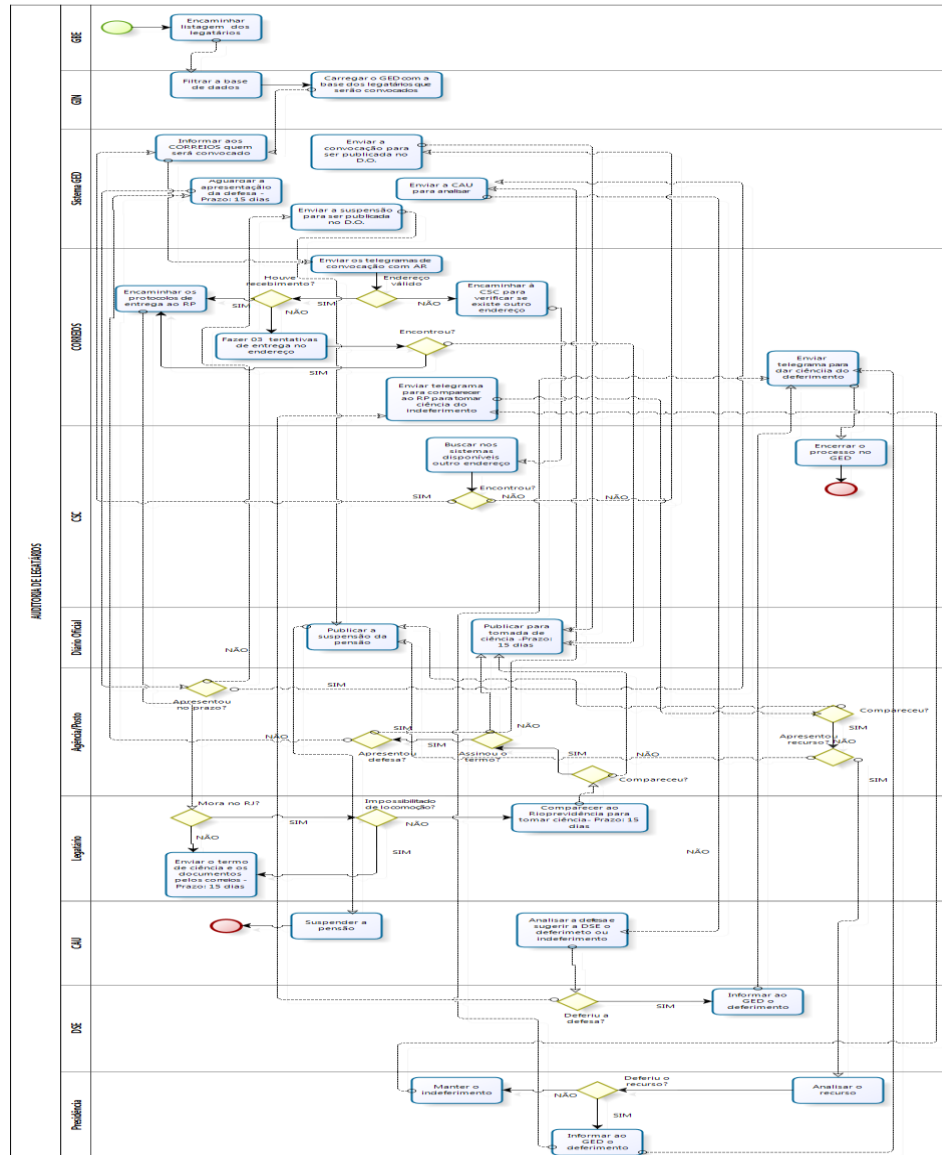 AUDITORIA DE LEGATÁRIOS
GBE
Encaminhar
listagem dos
legatários
GIN
Filtrar a base
de dados
Carregar o GED com a
base dos legatários que
serão convocados
Sistema GED
Informar aos
CORREIOS quem
será convocado
Enviar a
convocação para
ser publicada no
D.O.
Aguardar a
apresentação
da defesa -
Prazo: 15 dias
Enviar à CAU
para analisar
Enviar a suspensão
para ser publicada
no D.O.
CORREIOS
Enviar os telegramas de
convocação com AR
Houve
recebimento?
Endereço
válido
Encaminhar os
protocolos de
entrega ao RP
SIM
SIM
NÃO
Encaminhar à
CSC para
verificar se
existe outro
endereço
NÃO
Fazer 03 tentativas
de entrega no
endereço
Encontrou?
SIM
Enviar
telegrama para
dar ciência do
deferimento
Enviar telegrama
para comparecer
ao RP para tomar
ciência do
indeferimento
CSC
Buscar nos
sistemas
disponíveis
outro endereço
Encerrar o
processo no
GED
Encontrou?
SIM
NÃO
NÃO
NÃO
Diário Oficial
Publicar a
suspensão da
pensão
Publicar para
tomada de
ciência -Prazo:
15 dias
NÃO
Agência/Posto
SIM
SIM
Apresentou
no prazo?
Compareceu?
NÃO
SIM
SIM
NÃO
SIM
Apresentou
recurso?
NÃO
Apresentou
defesa?
Assinou o
termo?
SIM
NÃO
Compareceu?
SIM
Legatário
Mora no RJ?
Impossibilitado
de locomoção?
SIM
NÃO
Comparecer ao
Rioprevidência para
tomar ciência- Prazo: 15
dias
NÃO
SIM
NÃO
Enviar o termo
de ciência e os
documentos
pelos correios -
Prazo: 15 dias
CAU
Suspender a
pensão
Analisar a defesa e
sugerir a DSE o
deferimeto ou
indeferimento
DSE
Deferiu a
defesa?
SIM
Informar ao
GED o
deferimento
Presidência
Manter o
indeferimento
Deferiu o
recurso?
NÃO
SIM
Analisar o
recurso
Informar ao
GED o
deferimento